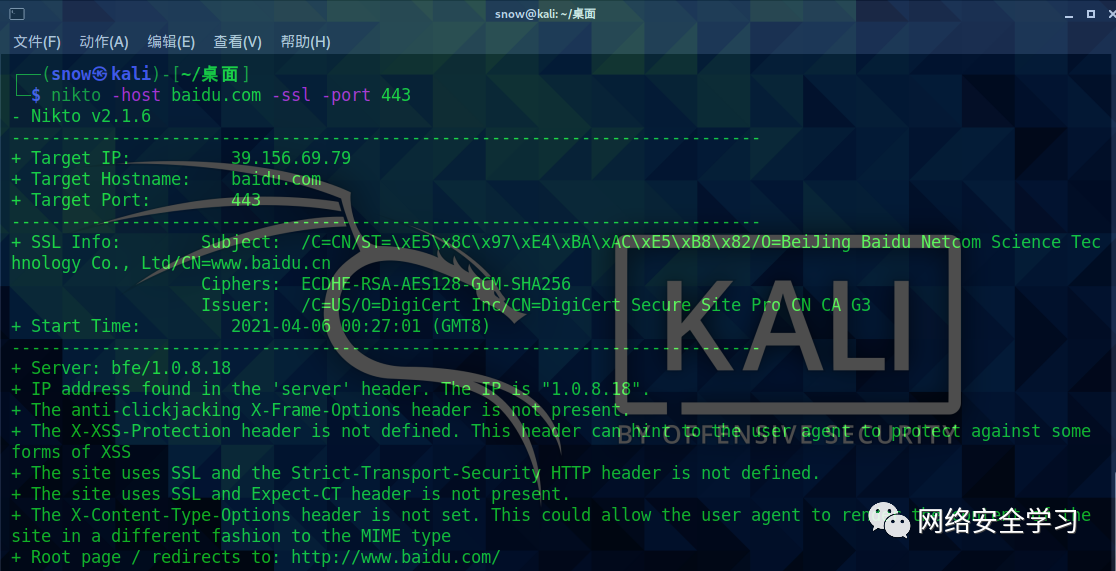 snow@kali: ~/桌面
文件(F) 动作(A) 编辑(E) 查看(V) 帮助(H)
(snow㉿kali)-[~/桌面]
$ nikto -host baidu.com -ssl -port 443
- Nikto v2.1.6
---------------------------------------------------------------------------
+ Target IP: 39.156.69.79
+ Target Hostname: baidu.com
+ Target Port: 443
---------------------------------------------------------------------------
+ SSL Info: Subject: /C=CN/ST=\xE5\x8C\x97\xE4\xBA\xAC\xE5\xB8\x82/O=BeiJing Baidu Netcom Science Tec
hnology Co., Ltd/CN=www.baidu.cn
Ciphers: ECDHE-RSA-AES128-GCM-SHA256
Issuer: /C=US/O=DigiCert Inc/CN=DigiCert Secure Site Pro CN CA G3
+ Start Time: 2021-04-06 00:27:01 (GMT8)
---------------------------------------------------------------------------
+ Server: bfe/1.0.8.18
+ IP address found in the 'server' header. The IP is "1.0.8.18".
+ The anti-clickjacking X-Frame-Options header is not present.
+ The X-XSS-Protection header is not defined. This header can hint to the user agent to protect against some
forms of XSS
+ The site uses SSL and the Strict-Transport-Security HTTP header is not defined.
+ The site uses SSL and Expect-CT header is not present.
+ The X-Content-Type-Options header is not set. This could allow the user agent to the
site in a different fashion to the MIME type
+ Root page / redirects to: http://www.baidu.com/
KALI
BY OFFENSIVE SECURITY
网络安全学习